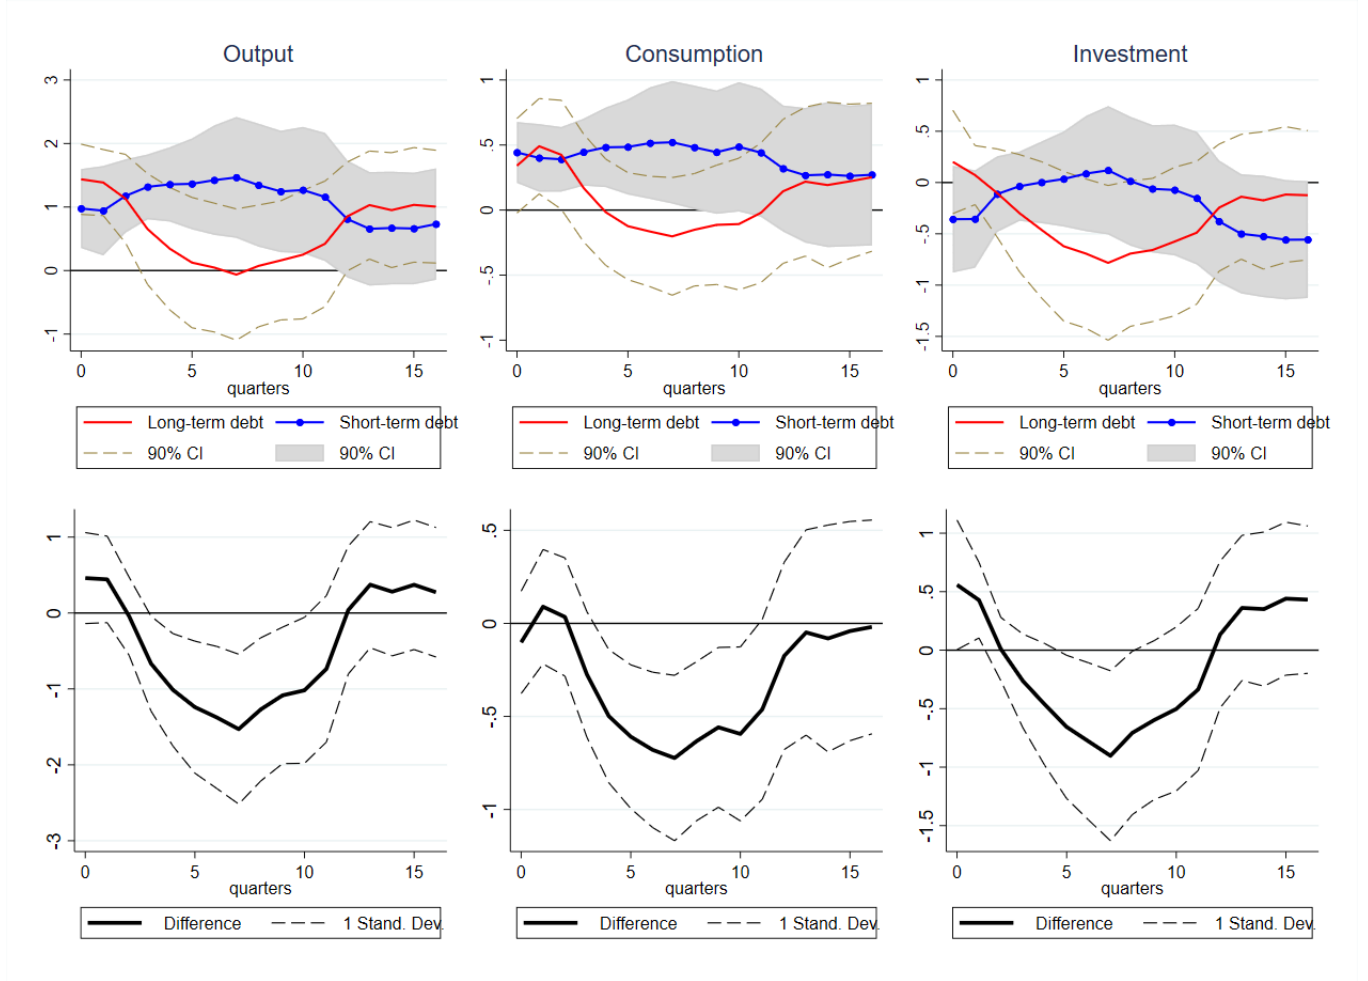 Output
Consumption
Investment
3
2
1
0
-1
0 5 10 15
quarters
1
.5
0
-.5
-1
0 5 10 15
quarters
1
.5
0
-.5
-1
-1.5
0 5 10 15
quarters
Long-term debt Short-term debt
90% CI 90% CI
Long-term debt Short-term debt
90% CI 90% CI
Long-term debt Short-term debt
90% CI 90% CI
1
0
-1
-2
-3
0 5 10 15
quarters
.5
0
-.5
-1
0 5 10 15
quarters
1
.5
0
-.5
-1
-1.5
0 5 10 15
quarters
Difference 1 Stand. Dev.
Difference 1 Stand. Dev.
Difference 1 Stand. Dev.